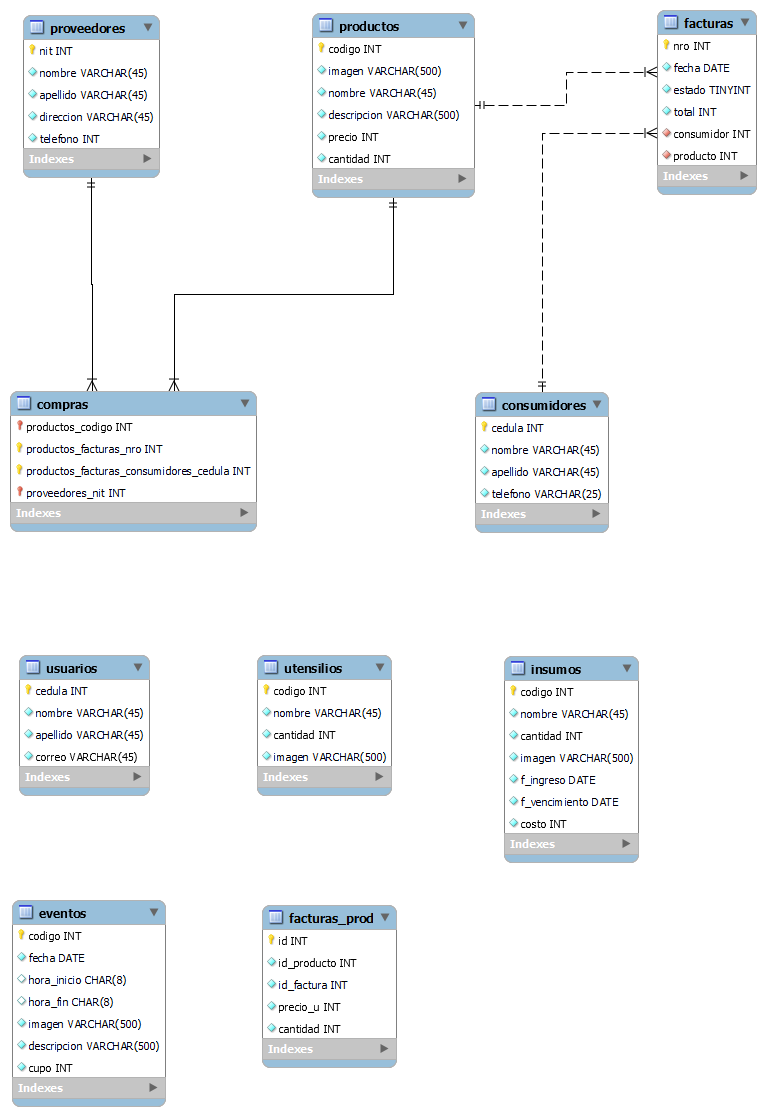 proveedores
nit INT
nombre VARCHAR(45)
apellido VARCHAR(45)
direccion VARCHAR(45)
telefono INT
Indexes
productos
codigo INT
imagen VARCHAR(500)
nombre VARCHAR(45)
descripcion VARCHAR(500)
precio INT
cantidad INT
Indexes
facturas
nro INT
fecha DATE
estado TINYINT
total INT
consumidor INT
producto INT
Indexes
compras
productos_codigo INT
productos_facturas_nro INT
productos_facturas_consumidores_cedula INT
proveedores_nit INT
Indexes
consumidores
cedula INT
nombre VARCHAR(45)
apellido VARCHAR(45)
telefono VARCHAR(25)
Indexes
usuarios
cedula INT
nombre VARCHAR(45)
apellido VARCHAR(45)
correo VARCHAR(45)
Indexes
utensilios
codigo INT
nombre VARCHAR(45)
cantidad INT
imagen VARCHAR(500)
Indexes
insumos
codigo INT
nombre VARCHAR(45)
cantidad INT
imagen VARCHAR(500)
f_ingreso DATE
f_vencimiento DATE
costo INT
Indexes
eventos
codigo INT
fecha DATE
hora_inicio CHAR(8)
hora_fin CHAR(8)
imagen VARCHAR(500)
descripcion VARCHAR(500)
cupo INT
Indexes
facturas_prod
id INT
id_producto INT
id_factura INT
precio_u INT
cantidad INT
Indexes